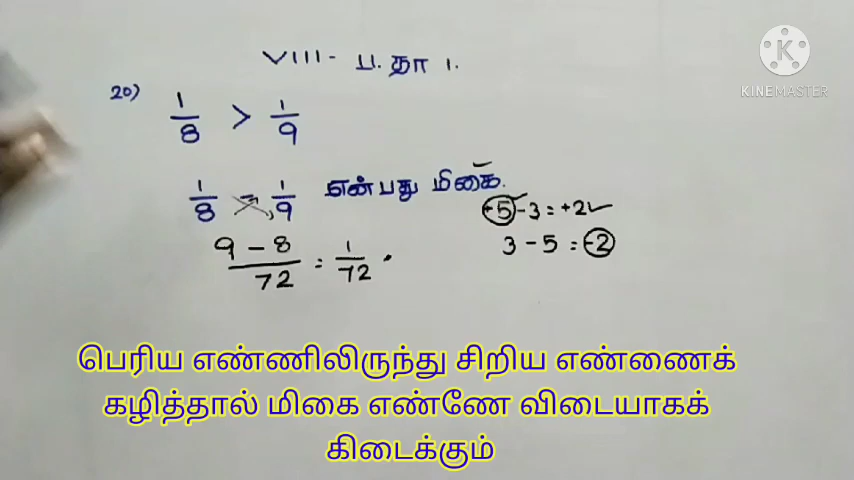 VIII - ப. தா 1.
KINEMASTER
20) 1/8 > 1/9
1/8 - 1/9 என்பது மிகை.
+5 - 3 = +2 ✓
9 - 8 / 72 = 1/72.
3 - 5 = -2
பெரிய எண்ணிலிருந்து சிறிய எண்ணைக்
கழித்தால் மிகை எண்ணே விடையாகக்
கிடைக்கும்